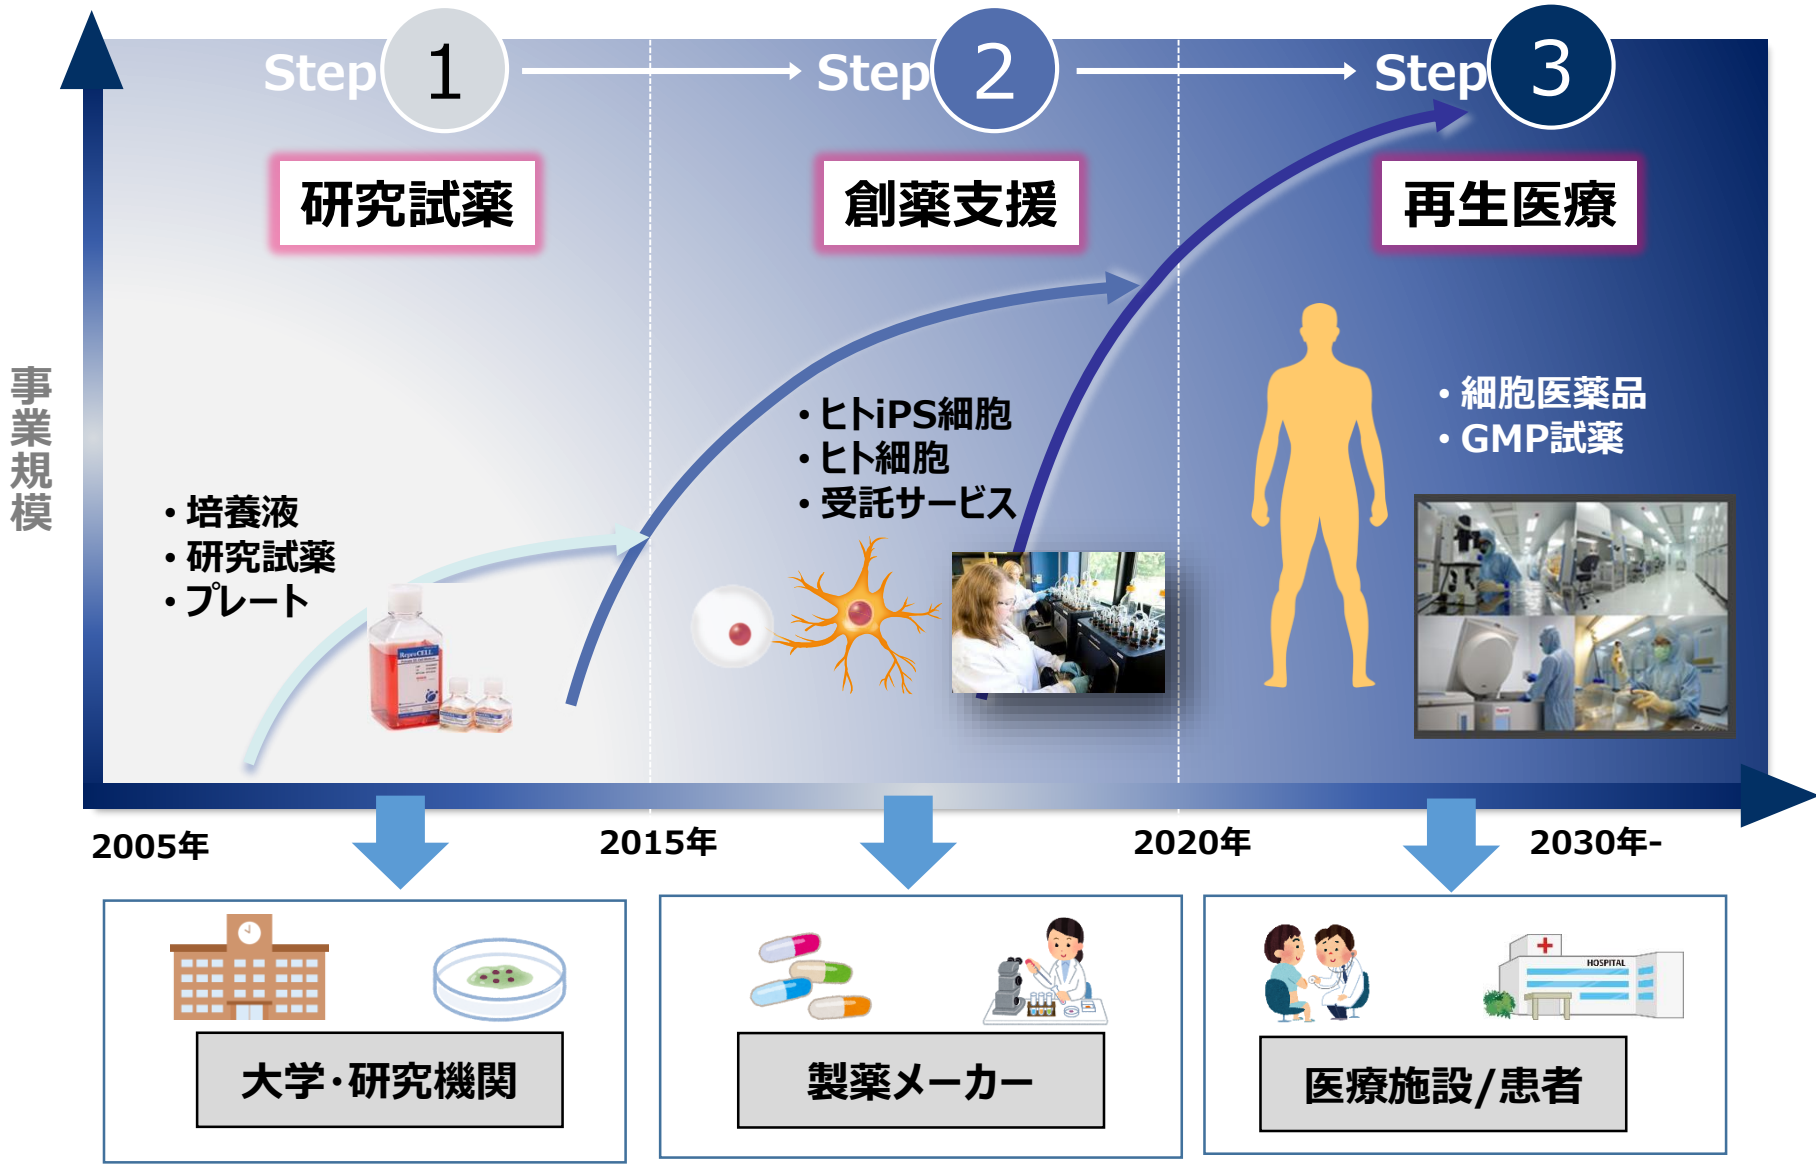 Step 1
Step 2
Step 3
研究試薬
創薬支援
再生医療
事業規模
・培養液
・研究試薬
・プレート
ReproCELL
・ヒトiPS細胞
・ヒト細胞
・受託サービス
・細胞医薬品
・GMP試薬
2005年
2015年
2020年
2030年-
HOSPITAL
大学・研究機関
製薬メーカー
医療施設/患者